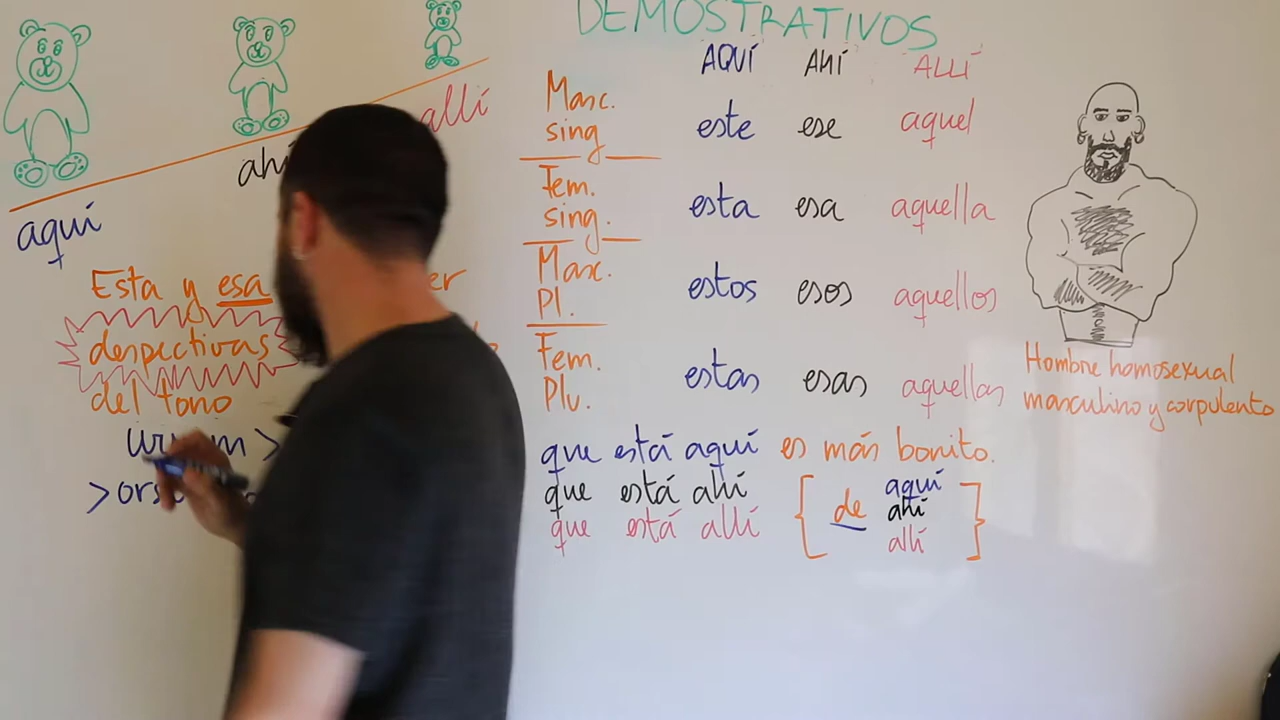 DEMOSTRATIVOS
AQUÍ AHÍ ALLÍ
Masc. sing este ese aquel
Fem. sing. esta esa aquella
Masc. Pl. estos esos aquellos
Fem. Plu. estas esas aquellas
que está aquí es más bonito.
que está ahí
que está allí
[de aquí ahí allí]
aquí
allí
Esta y esa
despectivas
del tono
Hombre homosexual
masculino y corpulento